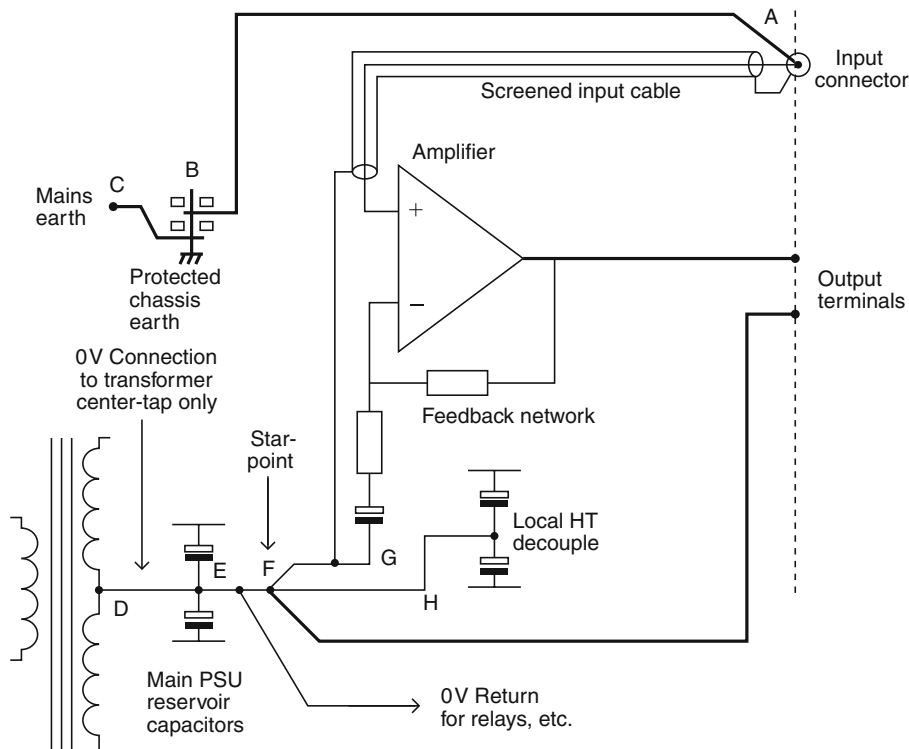 A
Input
connector
Screened input cable
Amplifier
B
C
Mains
earth
+
−
Protected
chassis
earth
Output
terminals
0V Connection
to transformer
center-tap only
Feedback network
Star-
point
Local HT
decouple
E
F
G
D
H
Main PSU
reservoir
capacitors
0V Return
for relays, etc.